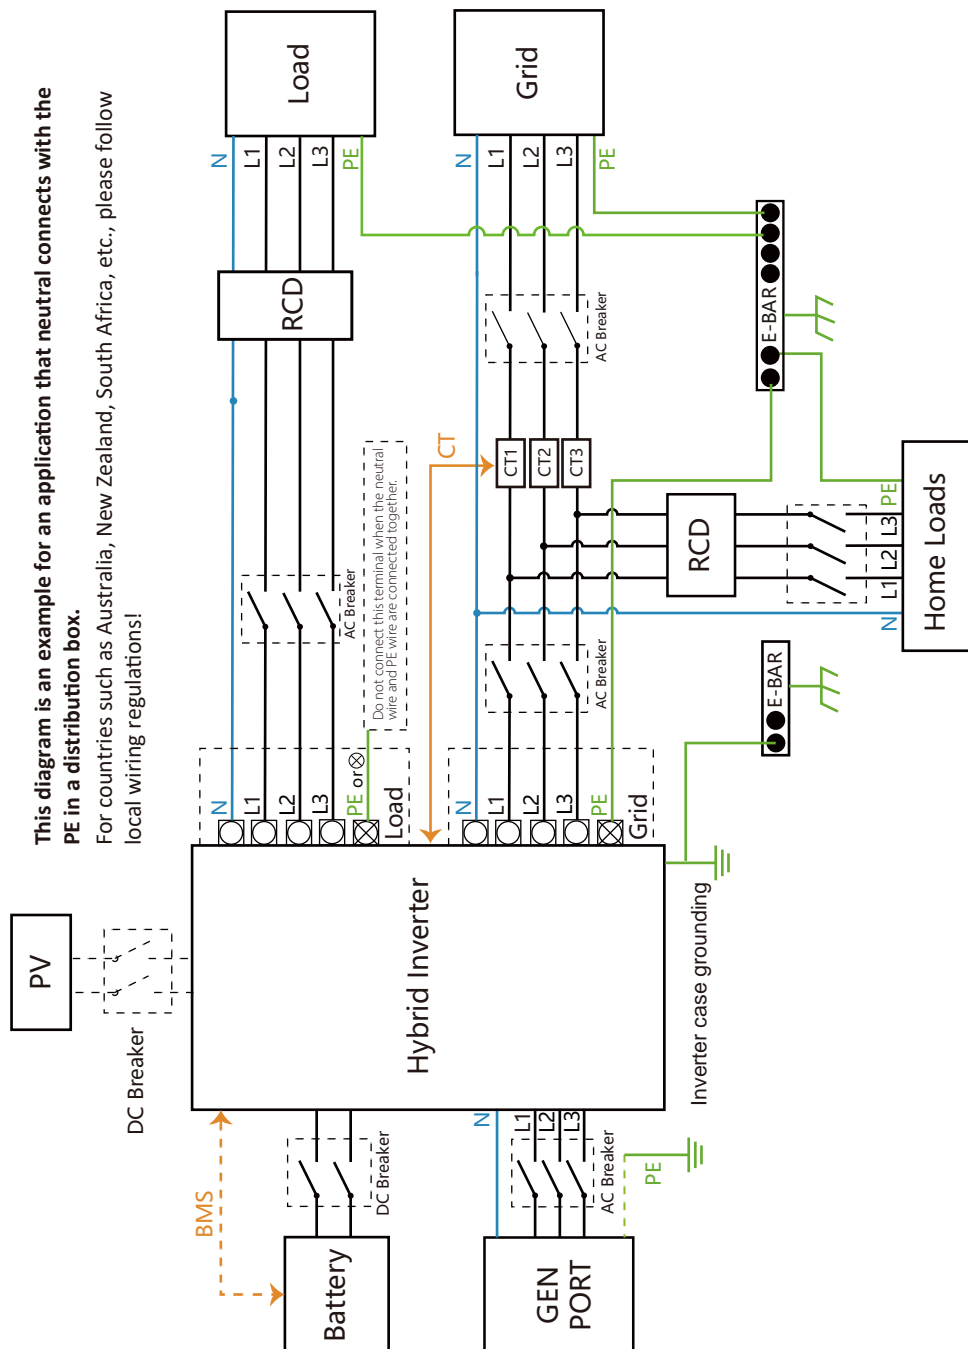 This diagram is an example for an application that neutral connects with the
PE in a distribution box.
For countries such as Australia, New Zealand, South Africa, etc., please follow
local wiring regulations!
PV
DC Breaker
BMS
Battery
DC Breaker
Hybrid Inverter
GEN
PORT
N
L1
L2
L3
AC Breaker
PE
Inverter case grounding
N
L1
L2
L3
PE or
Load
AC Breaker
Do not connect this terminal when the neutral
wire and PE wire are connected together.
RCD
N
L1
L2
L3
PE
Load
CT
N
L1
L2
L3
PE
Grid
AC Breaker
CT1
CT2
CT3
AC Breaker
N
L1
L2
L3
PE
Grid
RCD
E-BAR
E-BAR
N
L1
L2
L3
PE
Home Loads